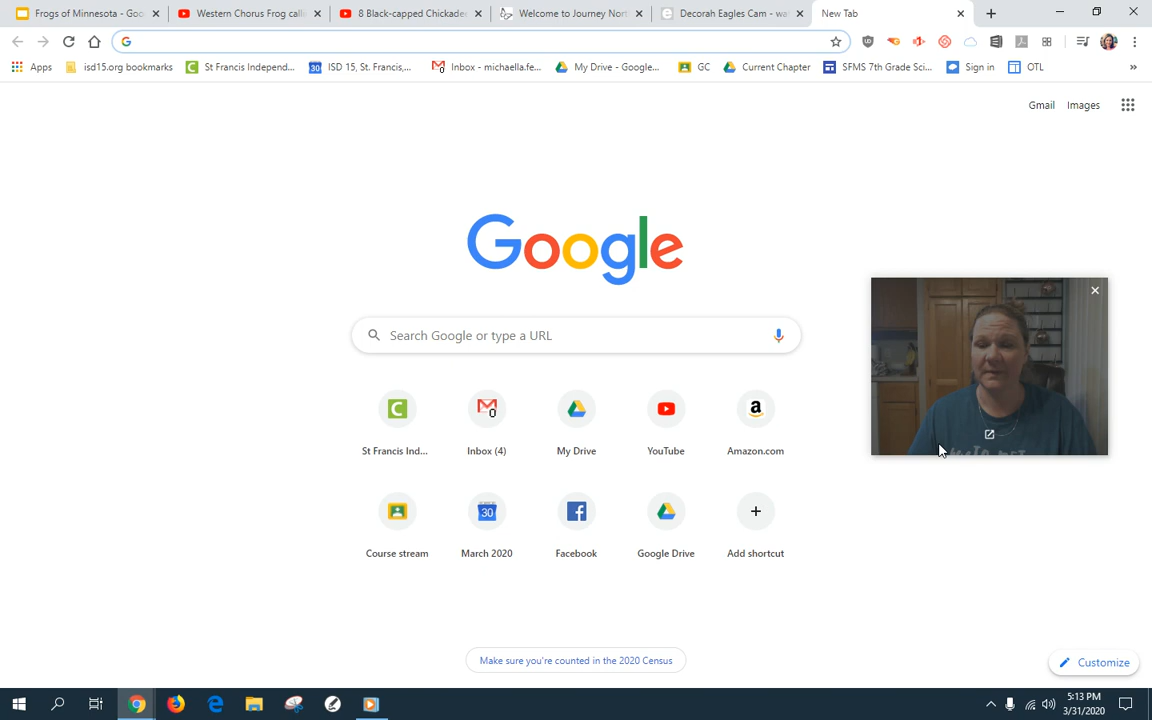 Frogs of Minnesota - Goo
Western Chorus Frog calle
8 Black-capped Chickadee
Welcome to Journey Nort
Decorah Eagles Cam - wa
New Tab
Apps
isd15.org bookmarks
St Francis Independ...
ISD 15, St. Francis,...
Inbox - michaella.fe...
My Drive - Google...
GC
Current Chapter
SFMS 7th Grade Sci...
Sign in
OTL
Gmail
Images
Google
Search Google or type a URL
St Francis Ind...
Inbox (4)
My Drive
YouTube
Amazon.com
Course stream
March 2020
Facebook
Google Drive
Add shortcut
Make sure you're counted in the 2020 Census
Customize
5:13 PM
3/31/2020